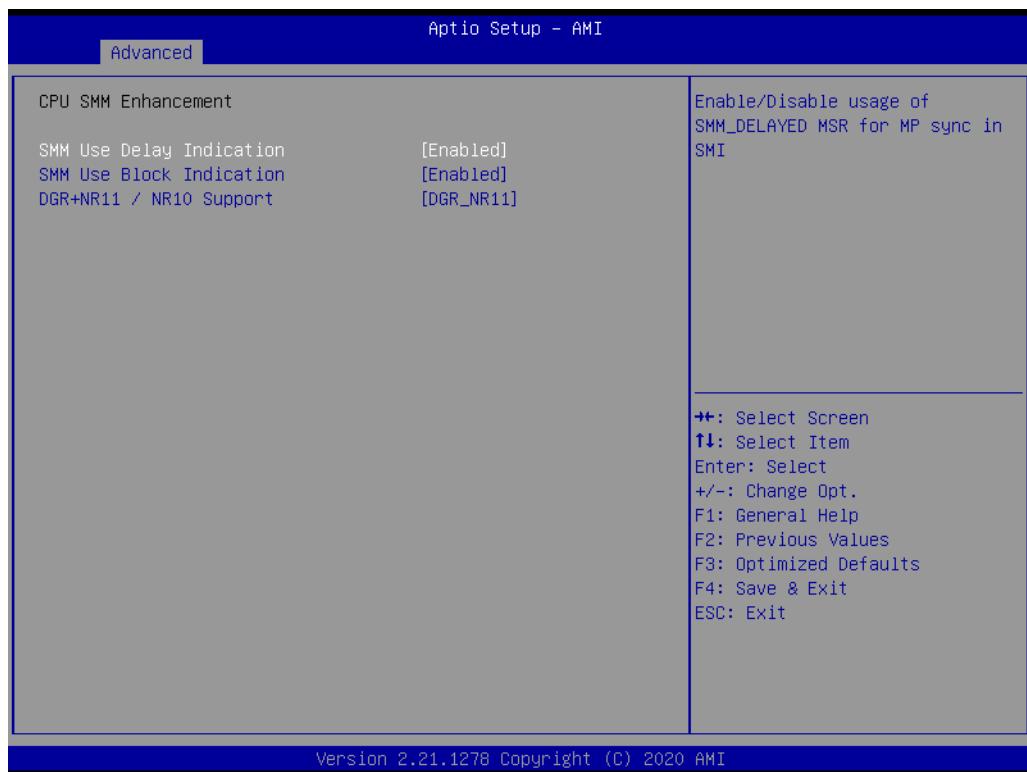 Aptio Setup – AMI
Advanced
CPU SMM Enhancement
SMM Use Delay Indication [Enabled]
SMM Use Block Indication [Enabled]
DGR+NR11 / NR10 Support [DGR_NR11]
Enable/Disable usage of
SMM_DELAYED MSR for MP sync in
SMI
→←: Select Screen
↑↓: Select Item
Enter: Select
+/-: Change Opt.
F1: General Help
F2: Previous Values
F3: Optimized Defaults
F4: Save & Exit
ESC: Exit
Version 2.21.1278 Copyright (C) 2020 AMI